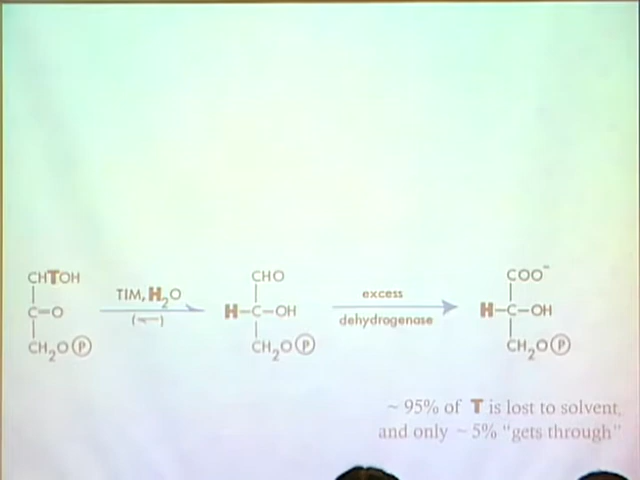 CHTOH
C=O
CH2O P
TIM, H2O
(←)
CHO
H-C-OH
CH2O P
excess
dehydrogenase
COO-
H-C-OH
CH2O P
~ 95% of T is lost to solvent,
and only ~ 5% "gets through"